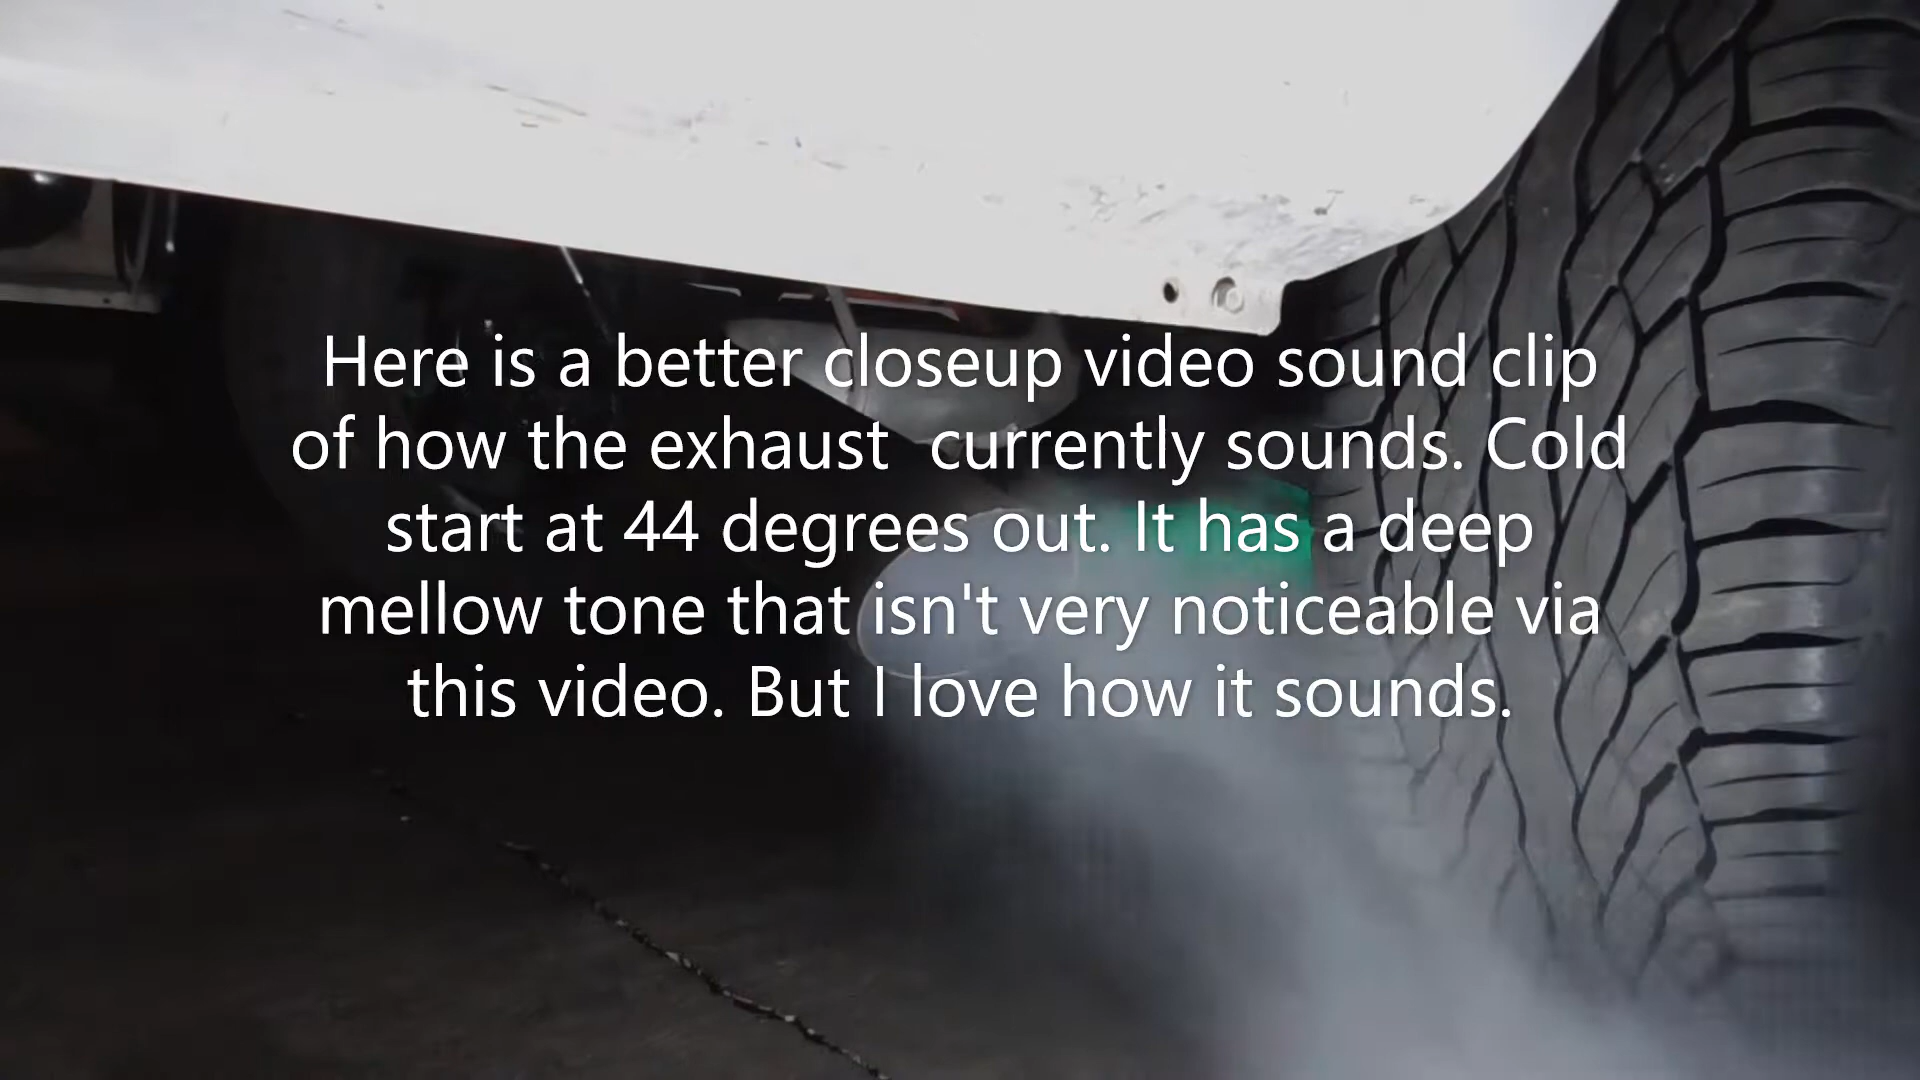 Here is a better closeup video sound clip
of how the exhaust  currently sounds. Cold
start at 44 degrees out. It has a deep
mellow tone that isn't very noticeable via
this video. But I love how it sounds.